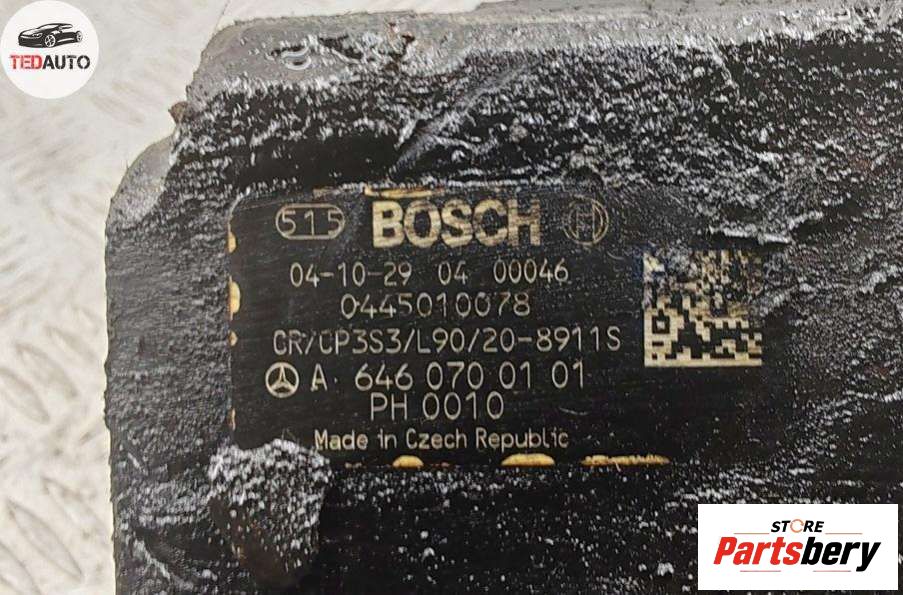 TEDAUTO
515 BOSCH
04-10-29 04 00046
0445010078
CR/CP3S3/L90/20-8911S
A 646 070 01 01
PH 0010
Made in Czech Republic
STORE
Partsbery